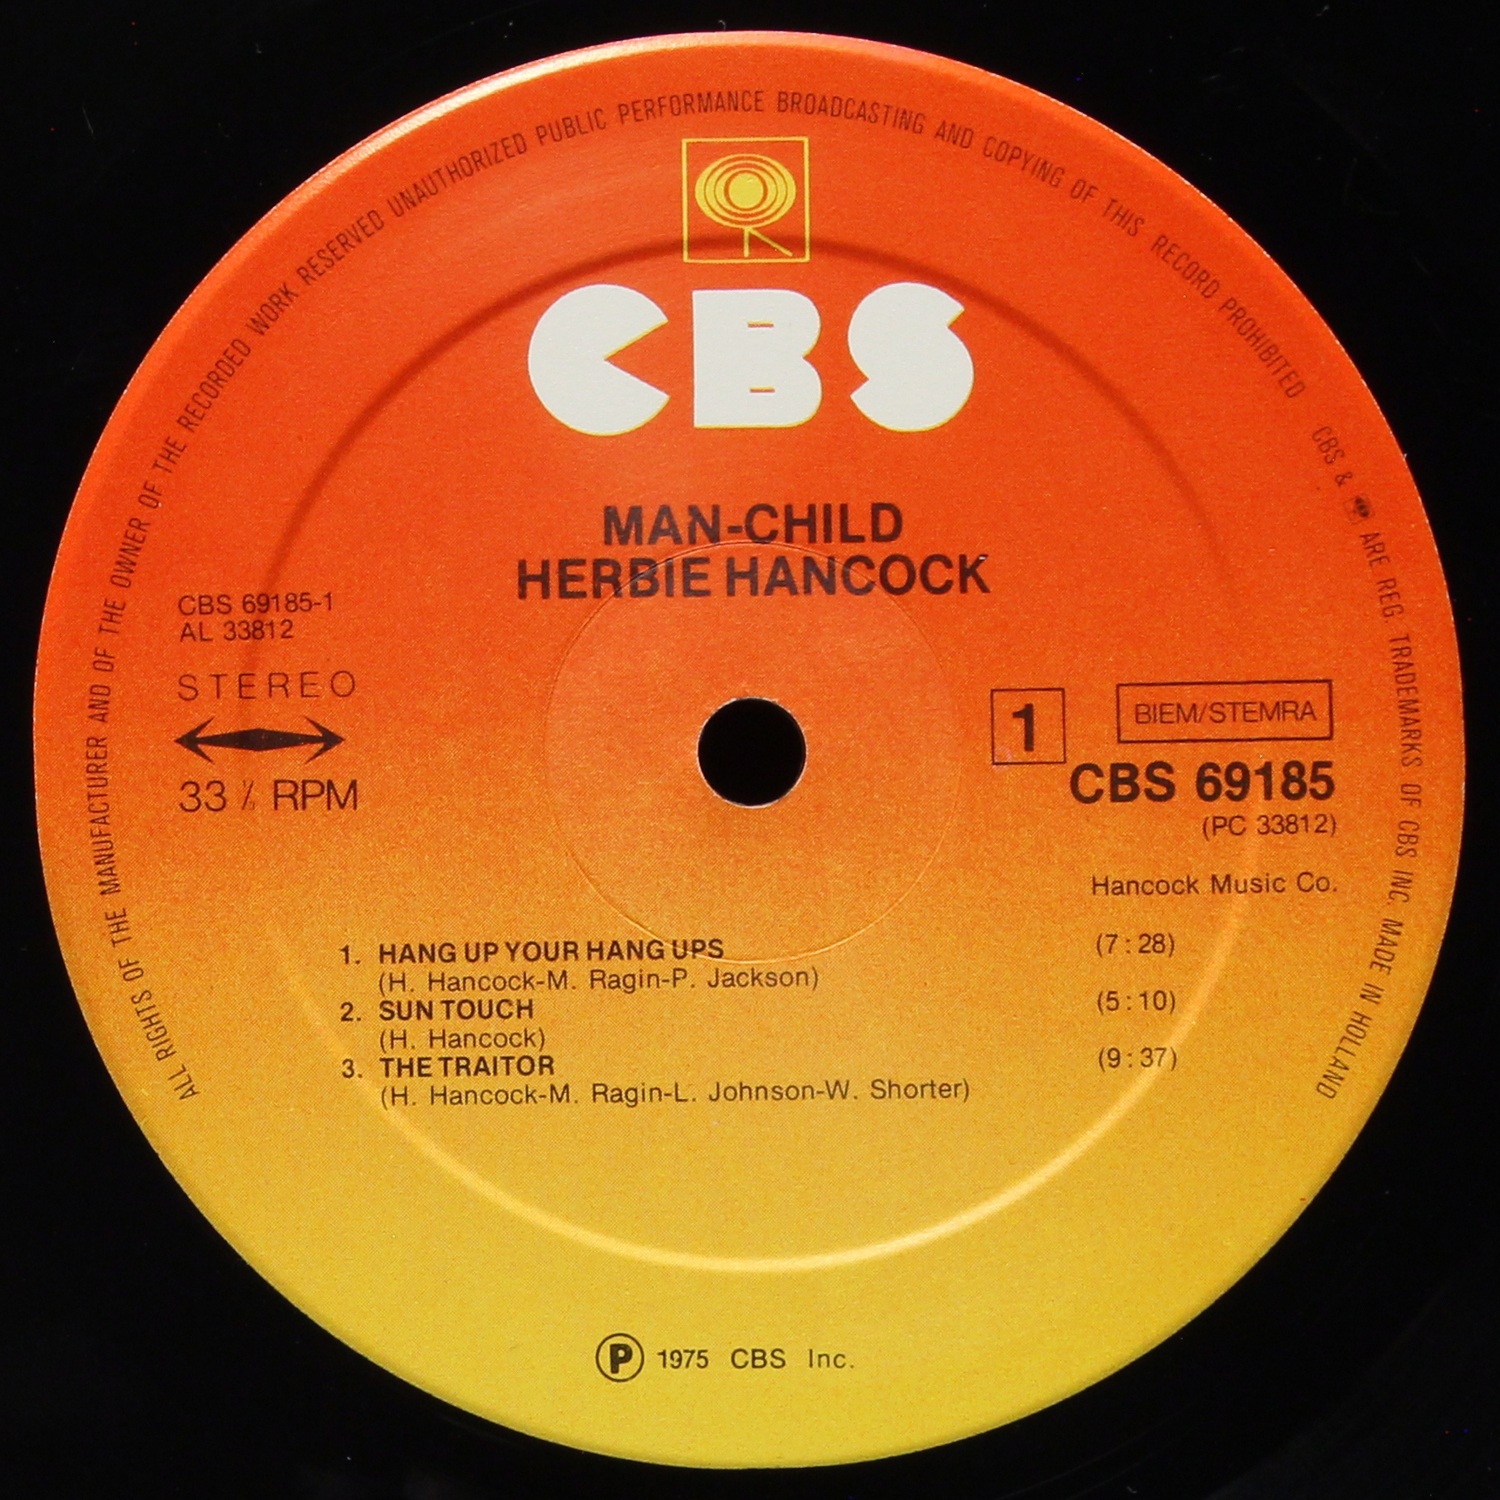 ALL RIGHTS OF THE MANUFACTURER AND OF THE OWNER OF THE RECORDED WORK RESERVED UNAUTHORIZED PUBLIC PERFORMANCE BROADCASTING AND COPYING OF THIS RECORD PROHIBITED
CBS & ARE REG. TRADEMARKS OF CBS INC. MADE IN HOLLAND
CBS
MAN-CHILD
HERBIE HANCOCK
CBS 69185-1
AL 33812
STEREO
33 ⅓ RPM
1
BIEM/STEMRA
CBS 69185
(PC 33812)
Hancock Music Co.
1. HANG UP YOUR HANG UPS (7:28)
(H. Hancock-M. Ragin-P. Jackson)
2. SUN TOUCH (5:10)
(H. Hancock)
3. THE TRAITOR (9:37)
(H. Hancock-M. Ragin-L. Johnson-W. Shorter)
Ⓟ 1975 CBS Inc.